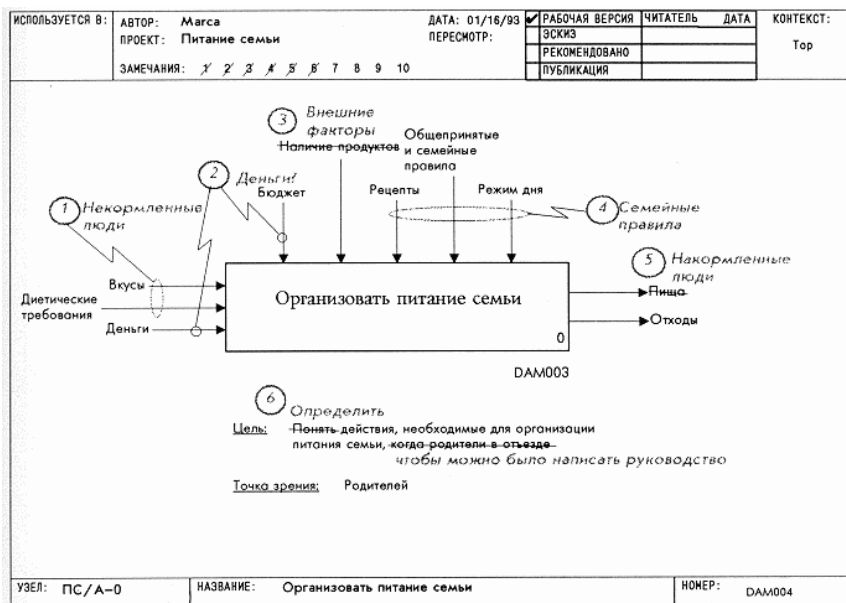 ИСПОЛЬЗУЕТСЯ В:
АВТОР: Marca
ПРОЕКТ: Питание семьи
ЗАМЕЧАНИЯ: 1 2 3 4 5 6 7 8 9 10
ДАТА: 01/16/93
ПЕРЕСМОТР:
РАБОЧАЯ ВЕРСИЯ
ЭСКИЗ
РЕКОМЕНДОВАНО
ПУБЛИКАЦИЯ
ЧИТАТЕЛЬ ДАТА
КОНТЕКСТ:
Top
3 Внешние
факторы
Наличие продуктов
Общепринятые
и семейные
правила
2 Деньги!
Бюджет
Рецепты
Режим дня
1 Некормленные
люди
4 Семейные
правила
5 Накормленные
люди
Вкусы
Диетические
требования
Деньги
Организовать питание семьи
0
Пища
Отходы
DAM003
6 Определить
Цель: Понять действия, необходимые для организации
питания семьи, когда родители в отъезде
чтобы можно было написать руководство
Точка зрения: Родителей
УЗЕЛ: ПС/А-0
НАЗВАНИЕ: Организовать питание семьи
НОМЕР: DAM004